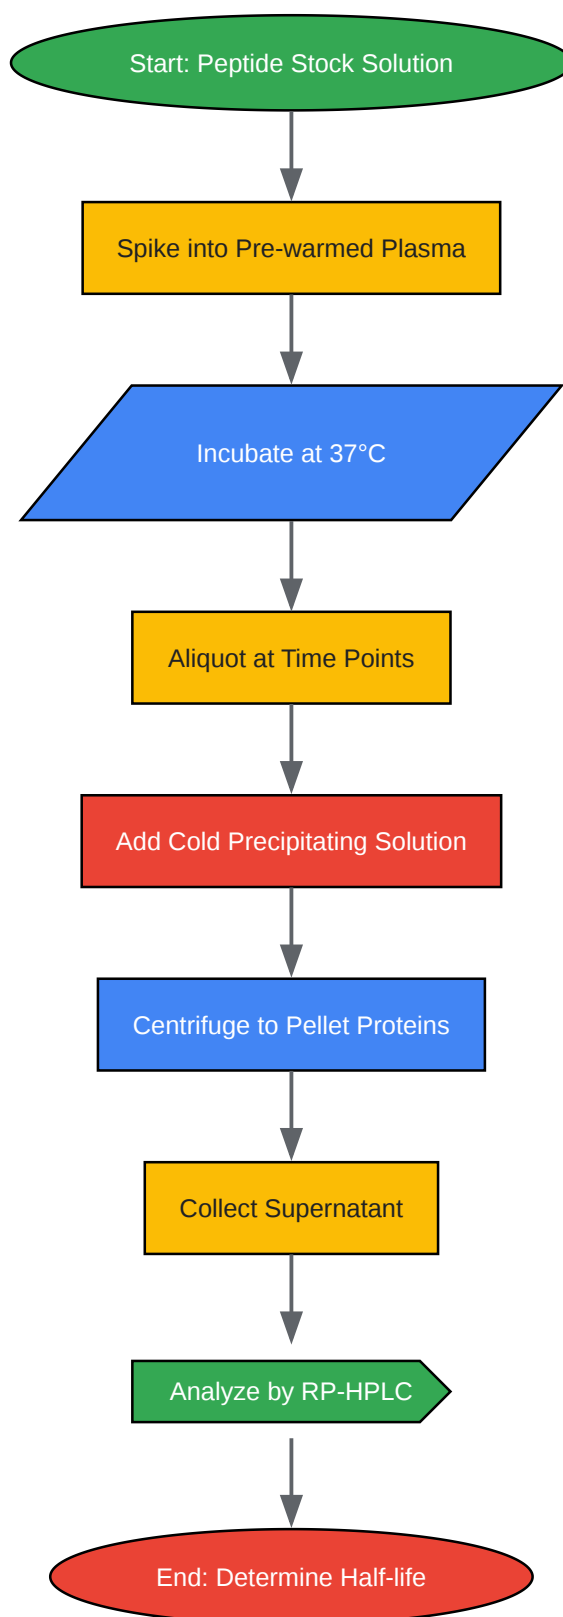 Start: Peptide Stock Solution
Spike into Pre-warmed Plasma
Incubate at 37°C
Aliquot at Time Points
Add Cold Precipitating Solution
Centrifuge to Pellet Proteins
Collect Supernatant
Analyze by RP-HPLC
End: Determine Half-life